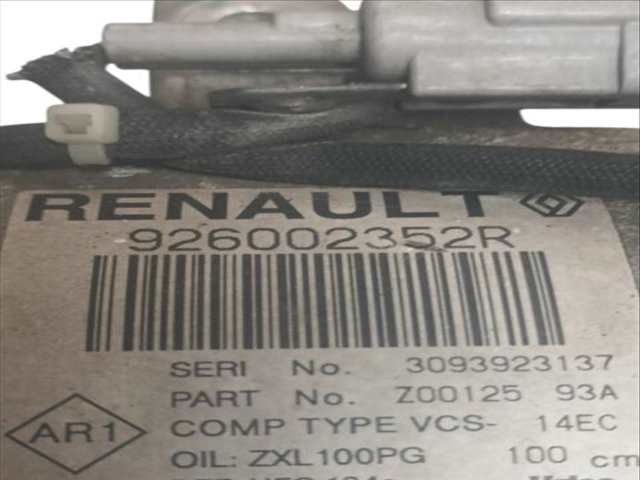 RENAULT
926002352R
SERI No. 3093923137
PART No. Z00125 93A
AR1
COMP TYPE VCS- 14EC
OIL: ZXL100PG 100 cm